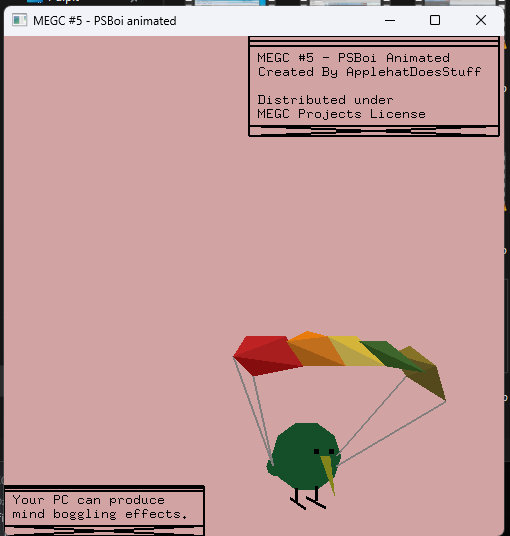 MEGC #5 - PSBoi animated
MEGC #5 - PSBoi Animated
Created By ApplehatDoesStuff
Distributed under
MEGC Projects License
Your PC can produce
mind boggling effects.